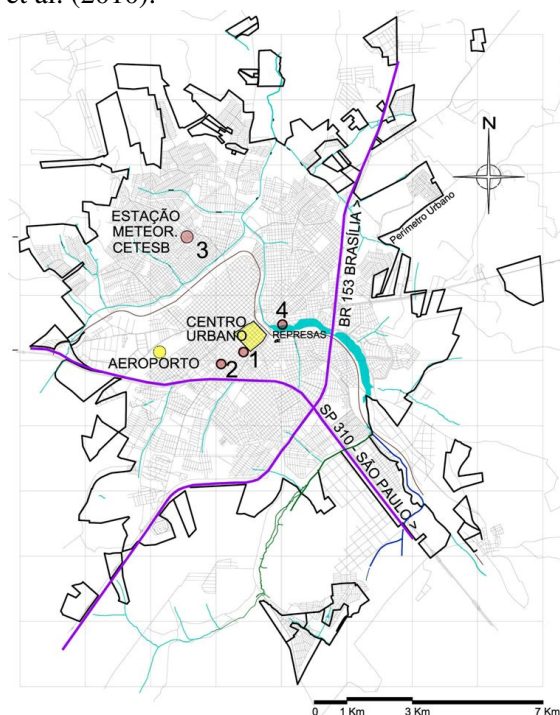 et al. (2010).
N
ESTAÇÃO
METEOR.
CETESB
3
BR 153 BRASÍLIA >
Perímetro Urbano
CENTRO
URBANO
4
REPRESAS
AEROPORTO
2
1
SP 310 - SÃO PAULO >
0 1 Km 3 Km 7 Km